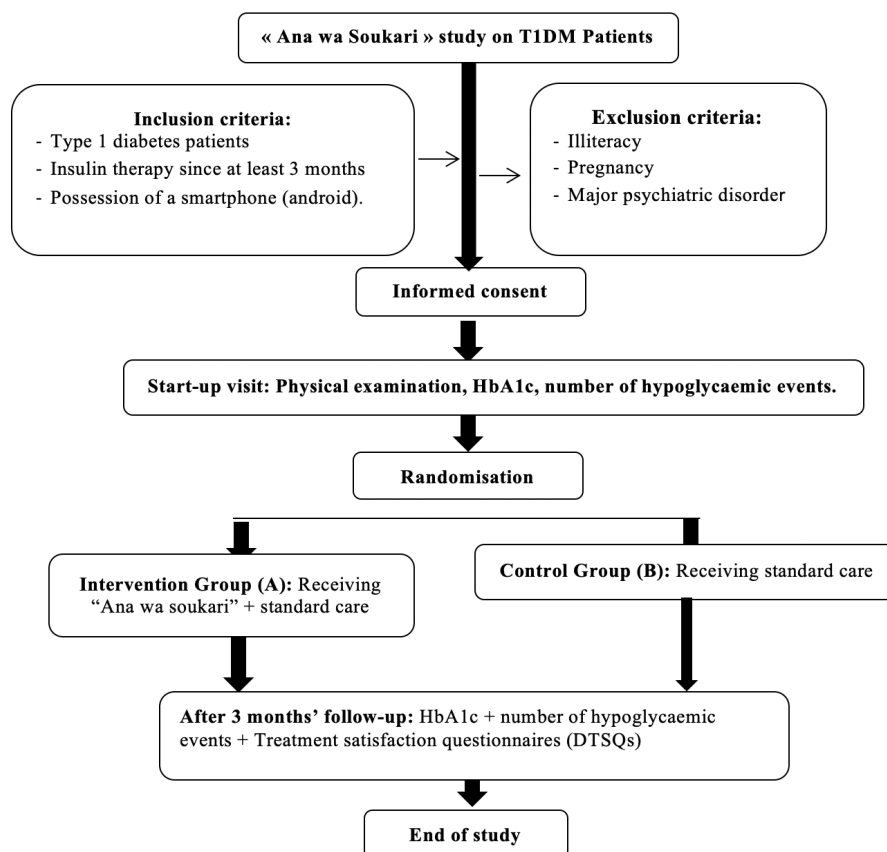 « Ana wa Soukari » study on T1DM Patients
Inclusion criteria:
- Type 1 diabetes patients
- Insulin therapy since at least 3 months
- Possession of a smartphone (android).
Exclusion criteria:
- Illiteracy
- Pregnancy
- Major psychiatric disorder
Informed consent
Start-up visit: Physical examination, HbA1c, number of hypoglycaemic events.
Randomisation
Intervention Group (A): Receiving
“Ana wa soukari” + standard care
Control Group (B): Receiving standard care
After 3 months’ follow-up: HbA1c + number of hypoglycaemic
events + Treatment satisfaction questionnaires (DTSQs)
End of study